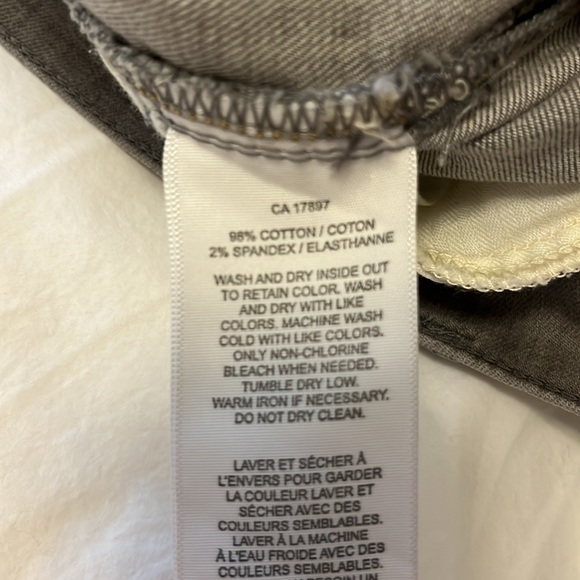 CA 17897
98% COTTON / COTON
2% SPANDEX / ELASTHANNE
WASH AND DRY INSIDE OUT
TO RETAIN COLOR. WASH
AND DRY WITH LIKE
COLORS. MACHINE WASH
COLD WITH LIKE COLORS.
ONLY NON-CHLORINE
BLEACH WHEN NEEDED.
TUMBLE DRY LOW.
WARM IRON IF NECESSARY.
DO NOT DRY CLEAN.
LAVER ET SÉCHER À
L'ENVERS POUR GARDER
LA COULEUR LAVER ET
SÉCHER AVEC DES
COULEURS SEMBLABLES.
LAVER À LA MACHINE
À L'EAU FROIDE AVEC DES
COULEURS SEMBLABLES.
BESOIN UN